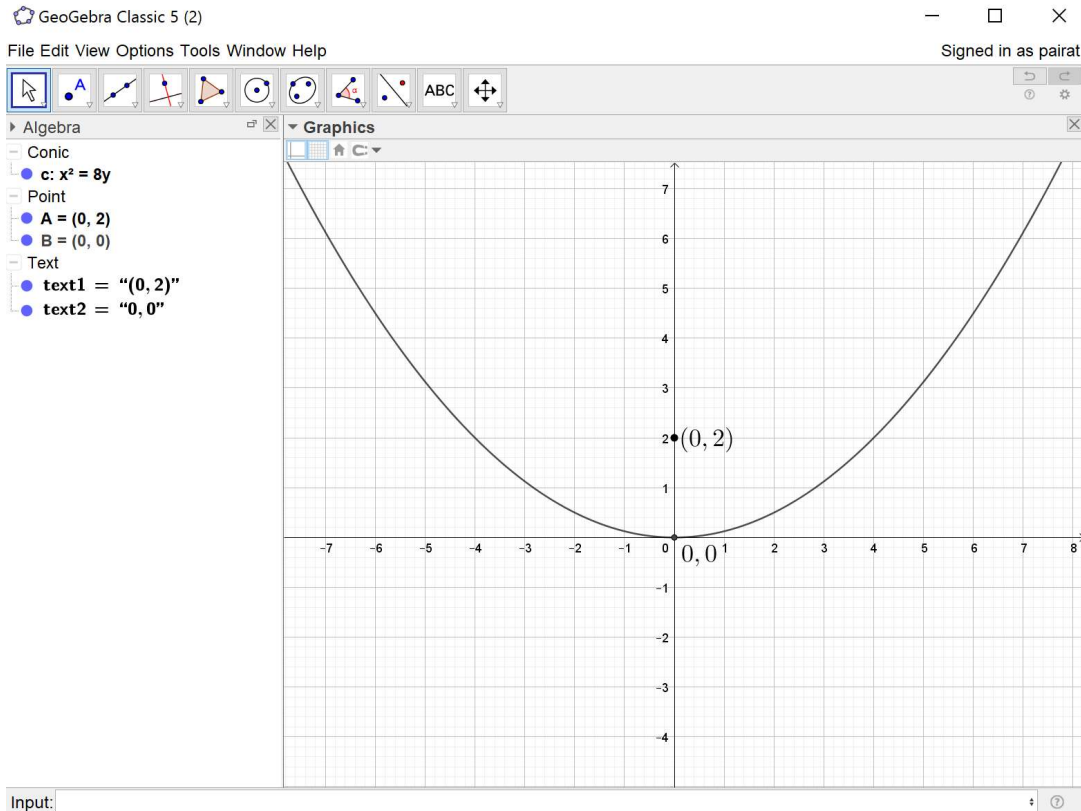 GeoGebra Classic 5 (2)
File Edit View Options Tools Window Help
Signed in as pairat
A
α
ABC
Algebra
Graphics
Conic
c: x² = 8y
Point
A = (0, 2)
B = (0, 0)
Text
text1 = “(0, 2)”
text2 = “0, 0”
7
6
5
4
3
2
(0, 2)
1
−7 −6 −5 −4 −3 −2 −1 0 1 2 3 4 5 6 7 8
0, 0
−1
−2
−3
−4
Input: